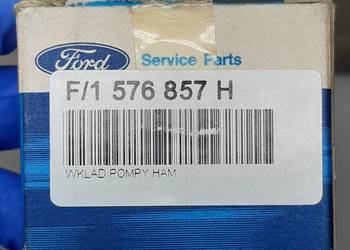 Ford
Service Parts
F/1 576 857 H
WKLAD POMPY HAM